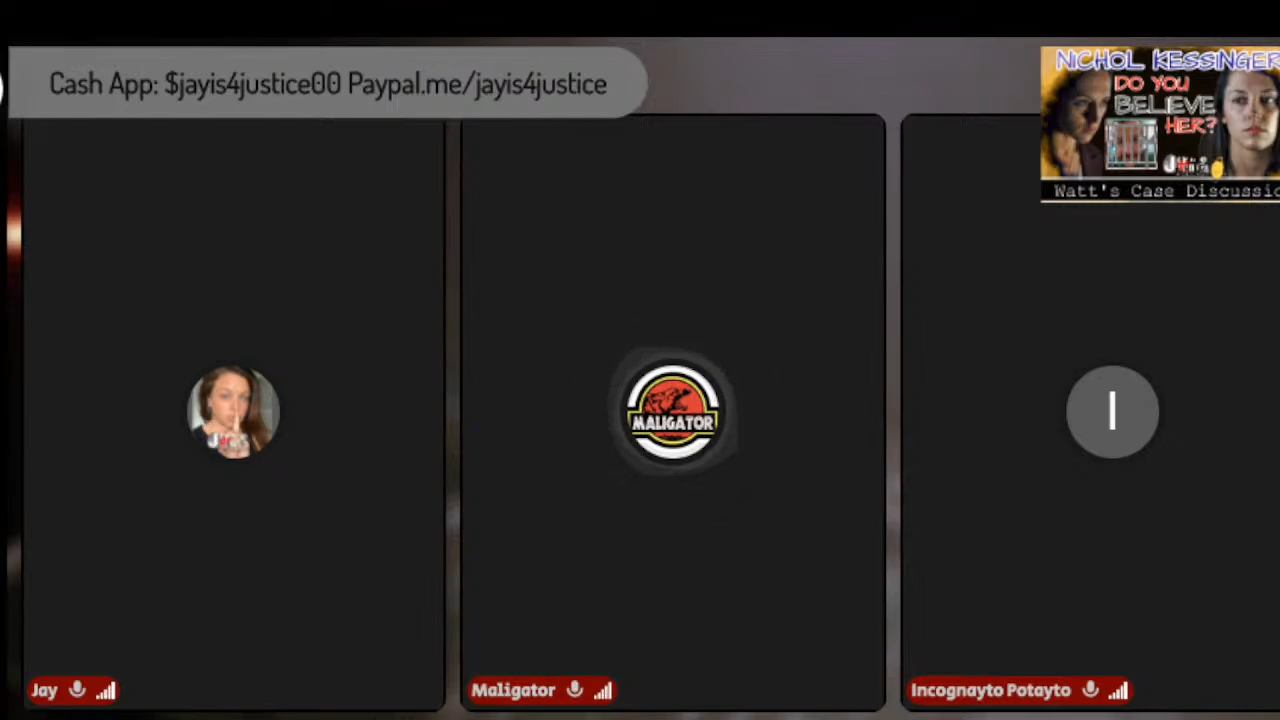 Cash App: $jayis4justice00 Paypal.me/jayis4justice
NICHOL KESSINGER
DO YOU
BELIEVE
HER?
Watt's Case Discussio
MALIGATOR
I
Jay
Maligator
Incognayto Potayto